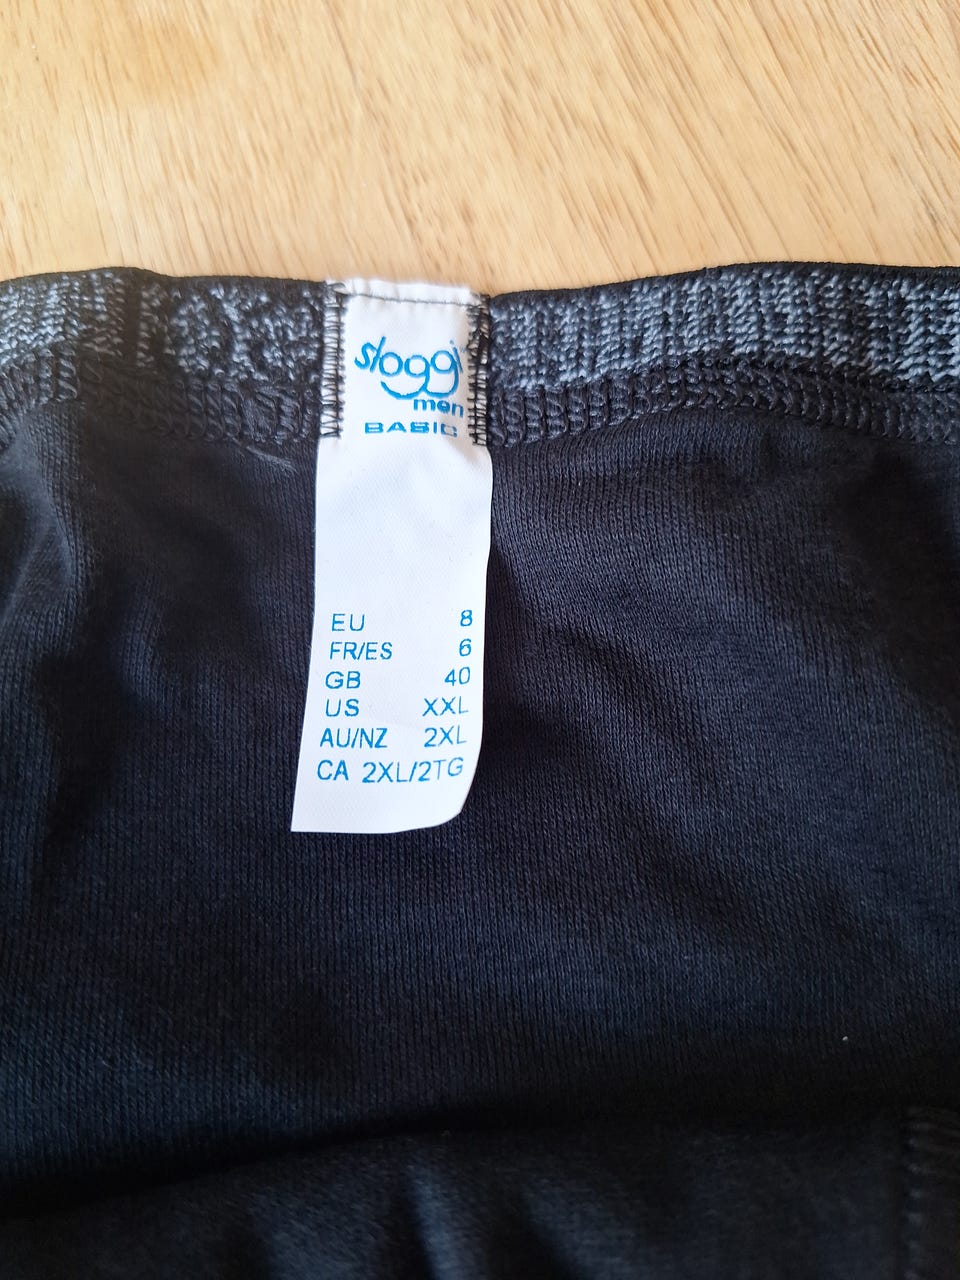 sloggi
men
BASIC
EU 8
FR/ES 6
GB 40
US XXL
AU/NZ 2XL
CA 2XL/2TG